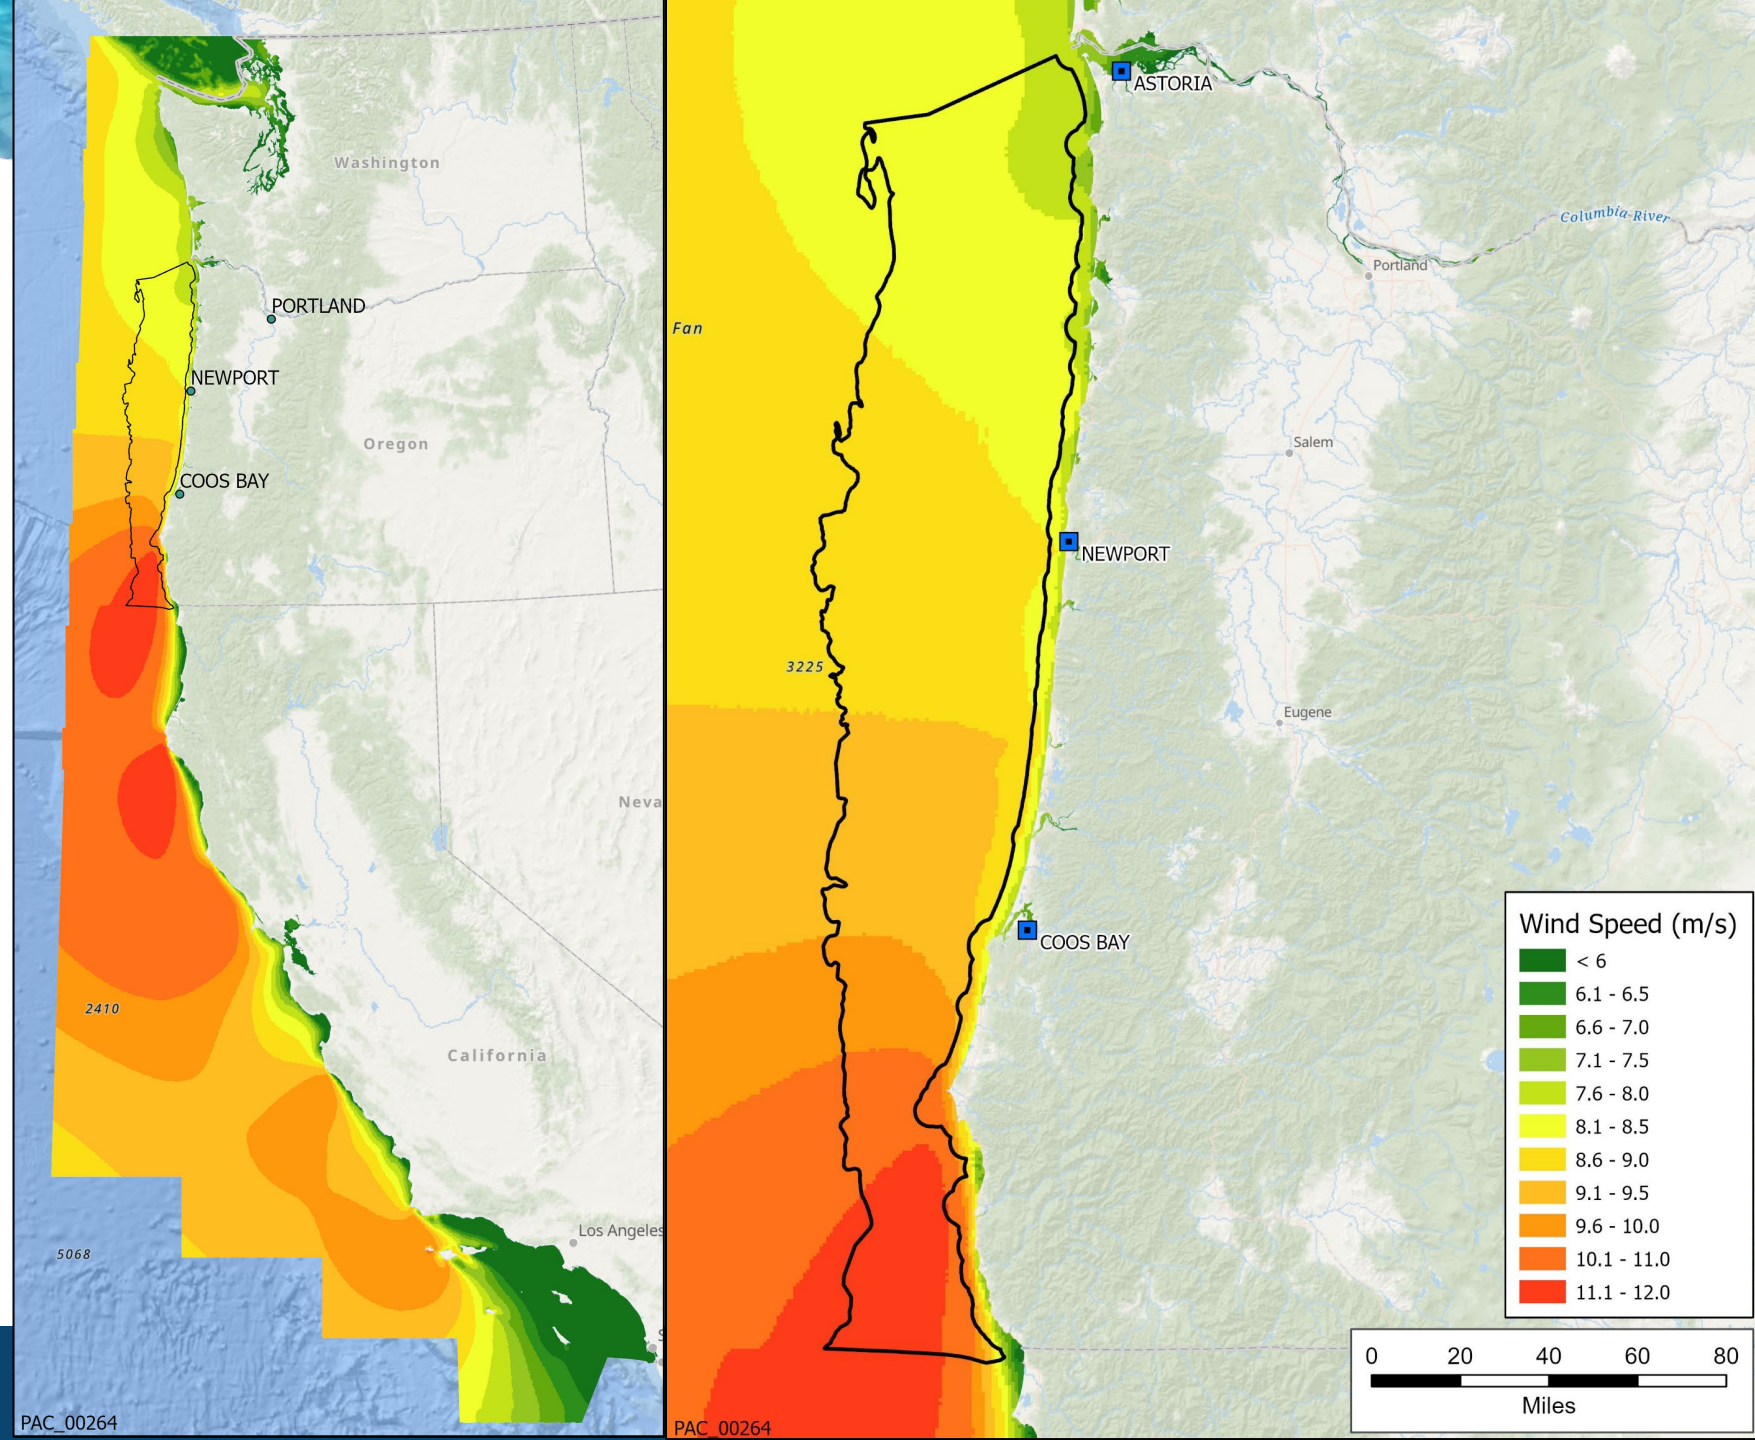 Washington
PORTLAND
NEWPORT
Oregon
COOS BAY
Neva
2410
California
Los Angeles
5068
S
PAC_00264
ASTORIA
Columbia River
Portland
Fan
Salem
NEWPORT
3225
Eugene
COOS BAY
Wind Speed (m/s)
< 6
6.1 - 6.5
6.6 - 7.0
7.1 - 7.5
7.6 - 8.0
8.1 - 8.5
8.6 - 9.0
9.1 - 9.5
9.6 - 10.0
10.1 - 11.0
11.1 - 12.0
0 20 40 60 80
Miles
PAC_00264